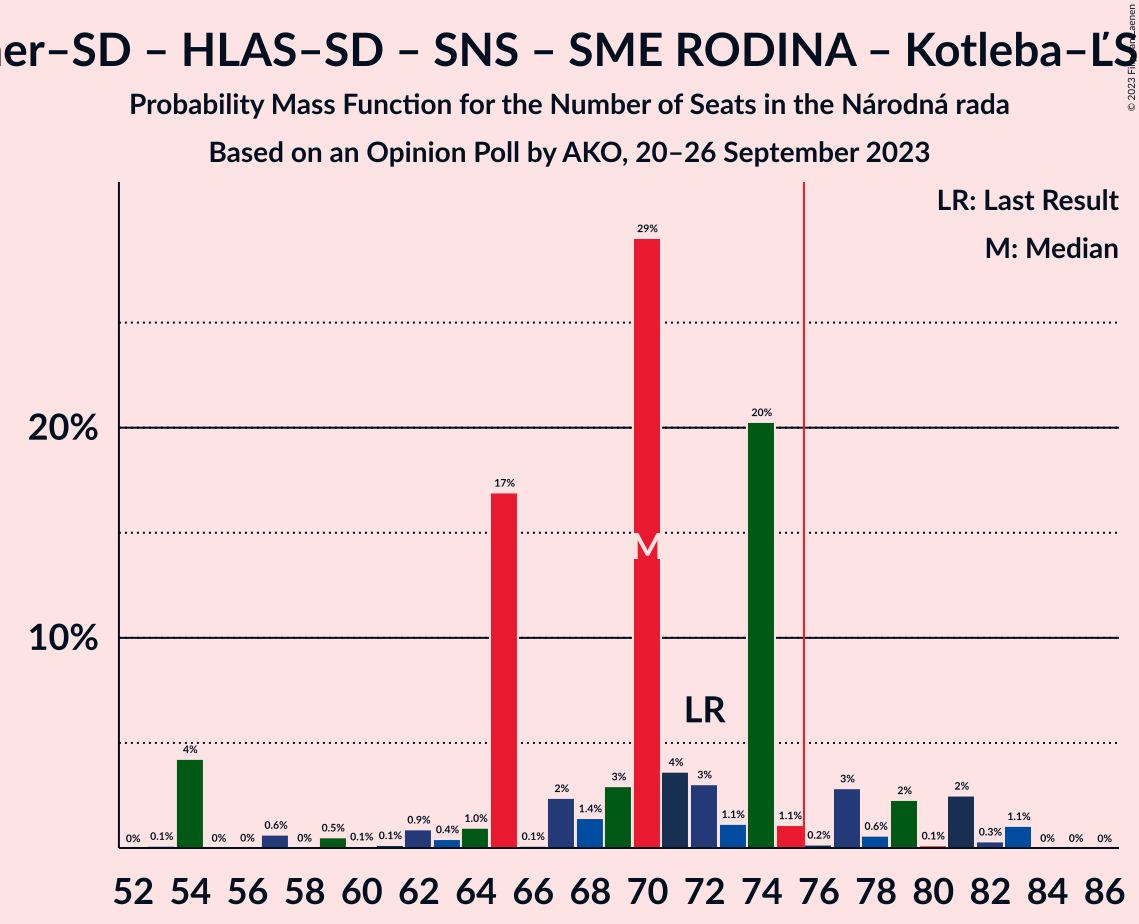 er–SD – HLAS–SD – SNS – SME RODINA – Kotleba–ĽS
Probability Mass Function for the Number of Seats in the Národná rada
Based on an Opinion Poll by AKO, 20–26 September 2023
LR: Last Result
M: Median
20%
10%
0% 0.1% 4% 0% 0% 0.6% 0% 0.5% 0.1% 0.1% 0.9% 0.4% 1.0% 17% 0.1% 2% 1.4% 3% 29% 4% 3% 1.1% 20% 1.1% 0.2% 3% 0.6% 2% 0.1% 2% 0.3% 1.1% 0% 0% 0%
M
LR
52 54 56 58 60 62 64 66 68 70 72 74 76 78 80 82 84 86